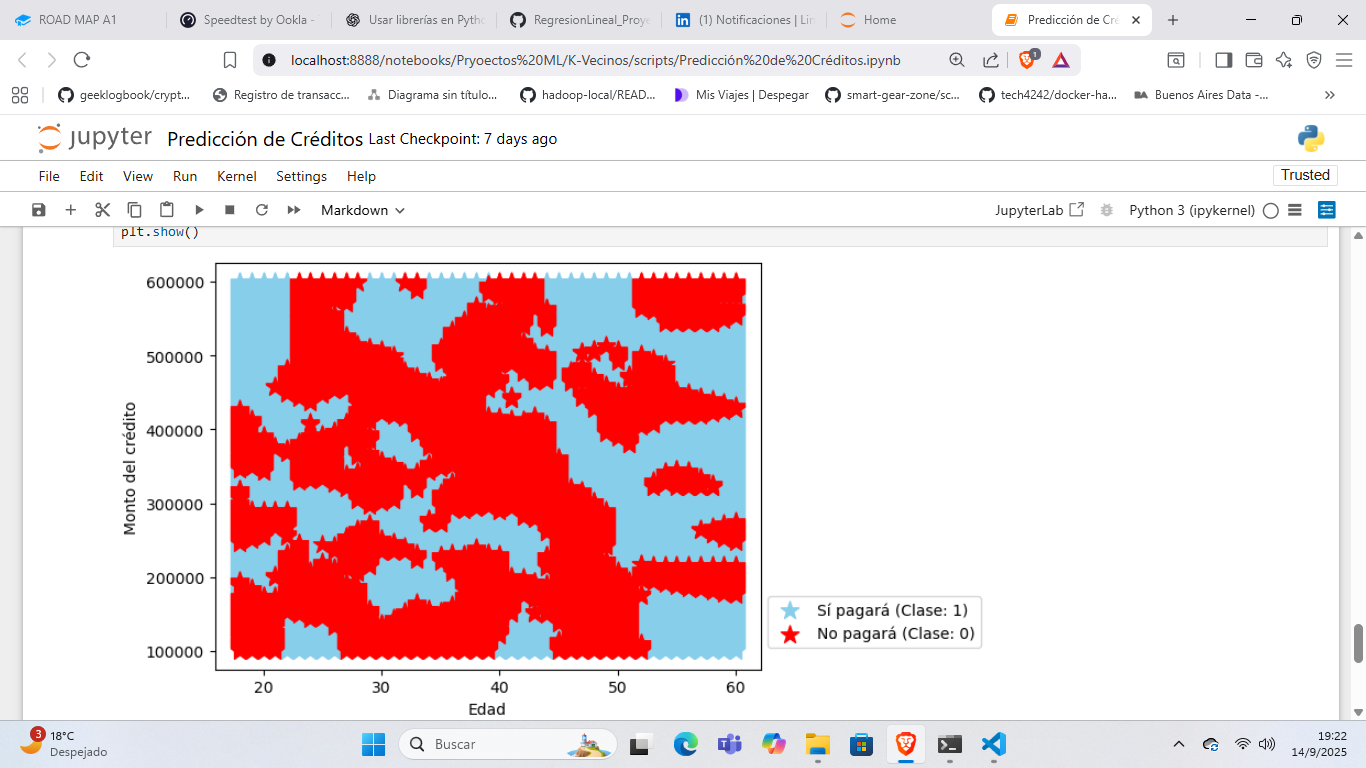 ROAD MAP A1
Speedtest by Ookla -
Usar librerías en Pytho
RegresionLineal_Proye
(1) Notificaciones | Lin
Home
Predicción de Cré
localhost:8888/notebooks/Pryoectos%20ML/K-Vecinos/scripts/Predicción%20de%20Créditos.ipynb
1
geeklogbook/crypt...
Registro de transacc...
Diagrama sin título...
hadoop-local/READ...
Mis Viajes | Despegar
smart-gear-zone/sc...
tech4242/docker-ha...
BA
Buenos Aires Data -...
jupyter
Predicción de Créditos
Last Checkpoint: 7 days ago
File
Edit
View
Run
Kernel
Settings
Help
Trusted
Markdown
JupyterLab
Python 3 (ipykernel)
plt.show()
600000
500000
400000
300000
200000
100000
Monto del crédito
20
30
40
50
60
Edad
Sí pagará (Clase: 1)
No pagará (Clase: 0)
3
18°C
Despejado
Buscar
19:22
14/9/2025